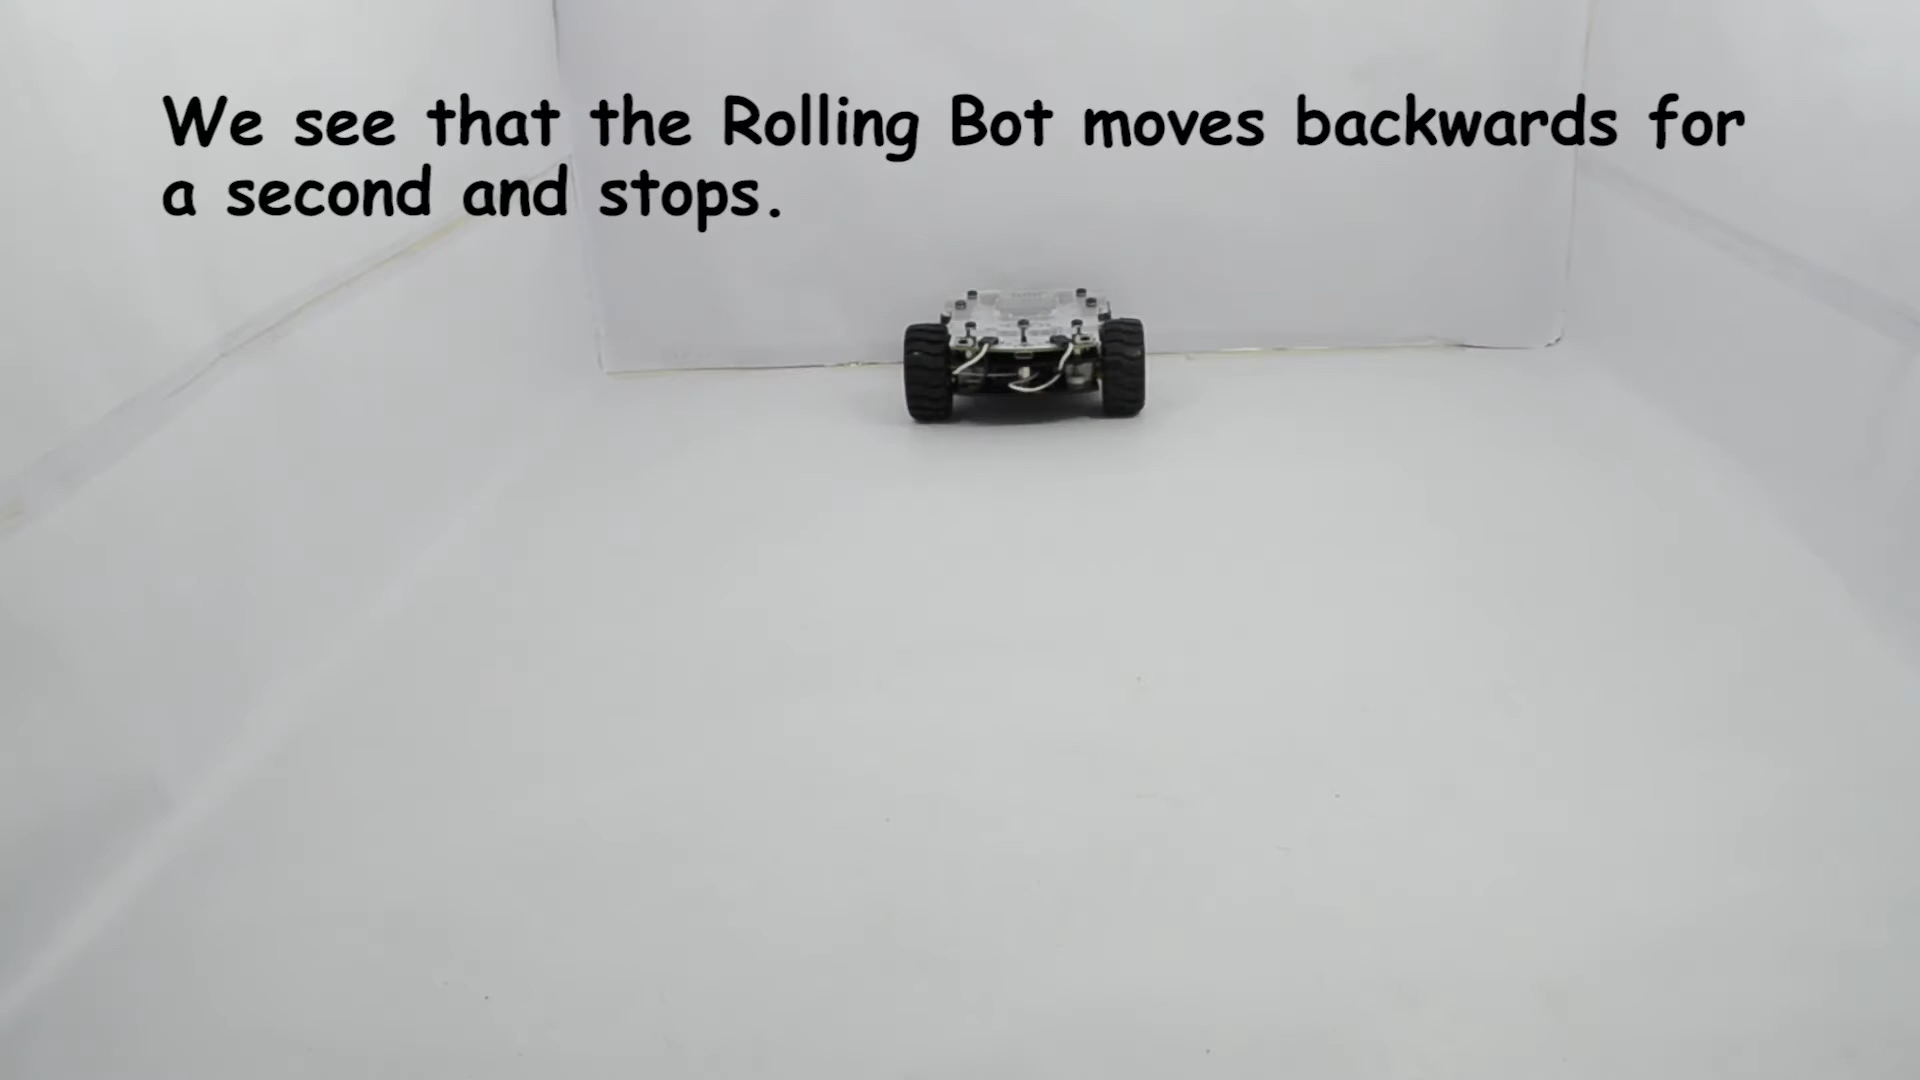 We see that the Rolling Bot moves backwards for
a second and stops.